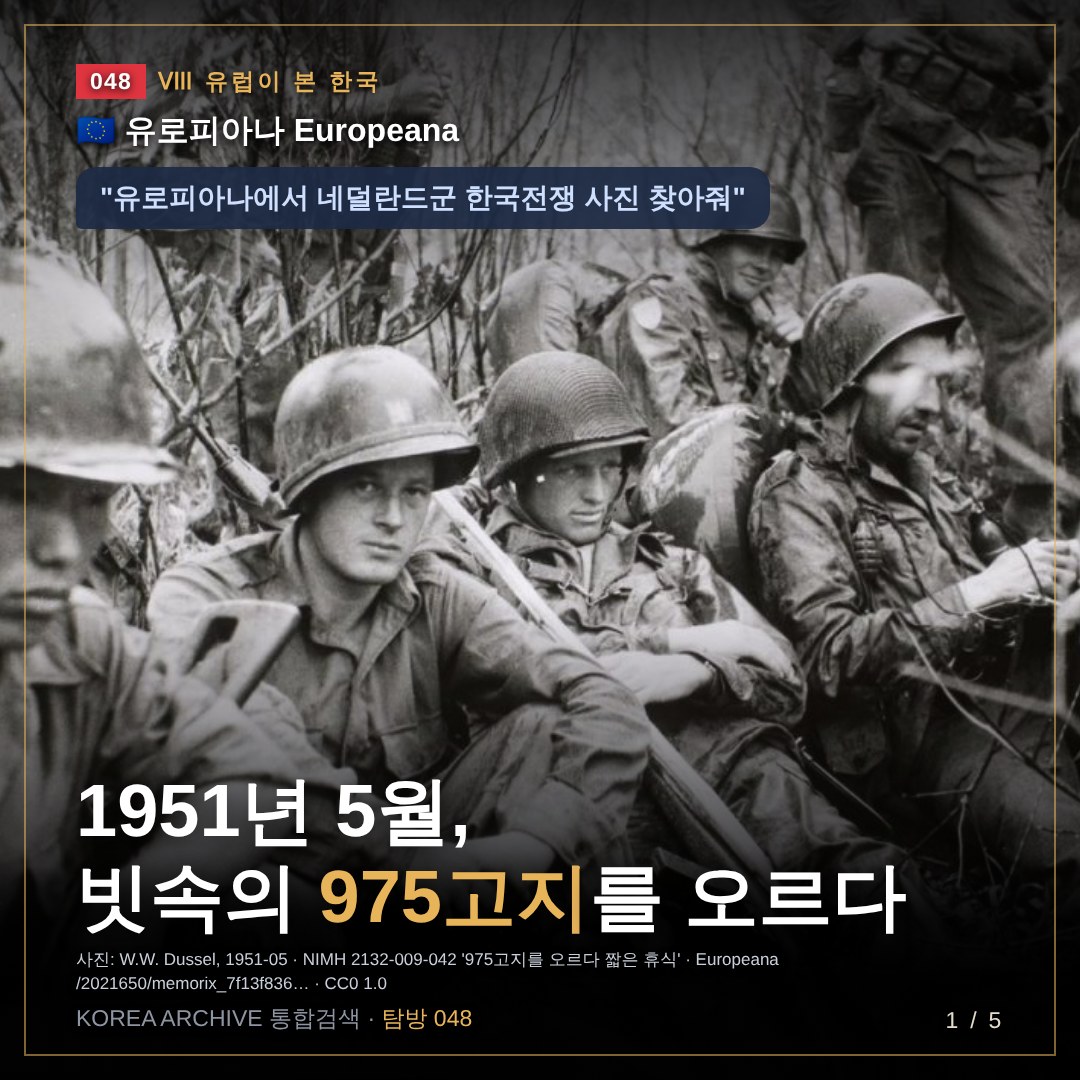 048 Ⅷ 유럽이 본 한국
유로피아나 Europeana
"유로피아나에서 네덜란드군 한국전쟁 사진 찾아줘"
1951년 5월,
빗속의 975고지를 오르다
사진: W.W. Dussel, 1951-05 · NIMH 2132-009-042 '975고지를 오르다 짧은 휴식' · Europeana
/2021650/memorix_7f13f836… · CC0 1.0
KOREA ARCHIVE 통합검색 · 탐방 048
1 / 5